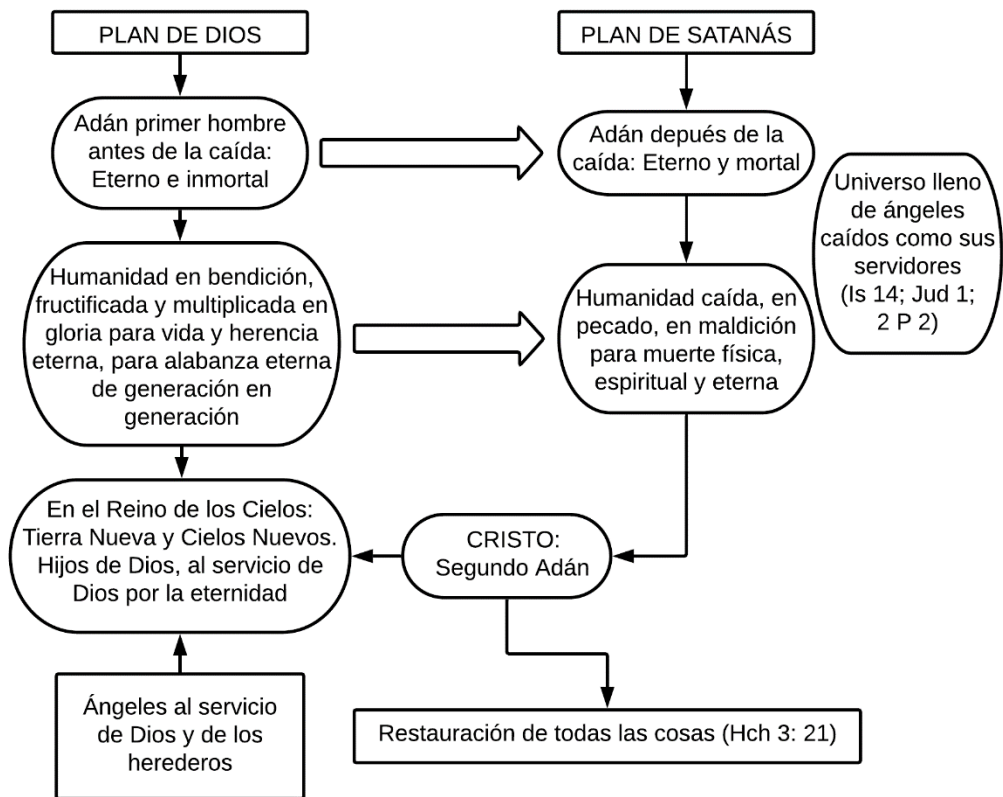 PLAN DE DIOS
PLAN DE SATANÁS
Adán primer hombre
antes de la caída:
Eterno e inmortal
Adán depués de la
caída: Eterno y mortal
Universo lleno
de ángeles
caídos como sus
servidores
(Is 14; Jud 1;
2 P 2)
Humanidad en bendición,
fructificada y multiplicada en
gloria para vida y herencia
eterna, para alabanza eterna
de generación en
generación
Humanidad caída, en
pecado, en maldición
para muerte física,
espiritual y eterna
En el Reino de los Cielos:
Tierra Nueva y Cielos Nuevos.
Hijos de Dios, al servicio de
Dios por la eternidad
CRISTO:
Segundo Adán
Ángeles al servicio
de Dios y de los
herederos
Restauración de todas las cosas (Hch 3: 21)